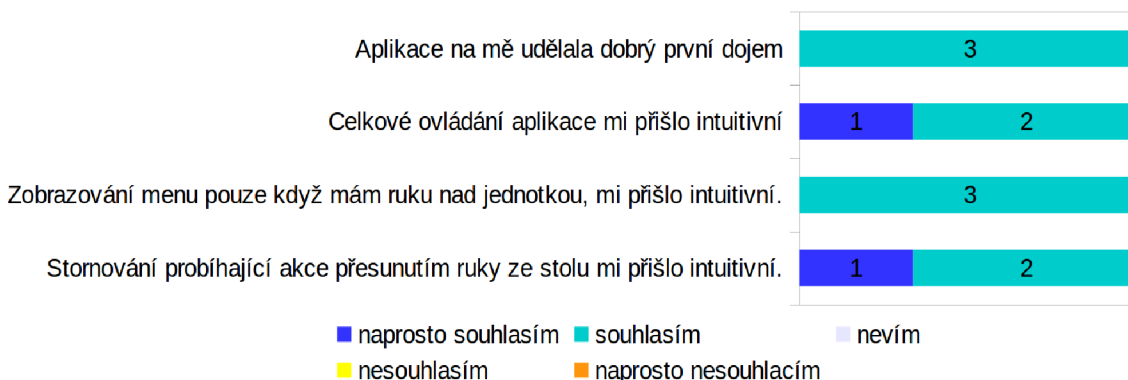 Aplikace na mě udělala dobrý první dojem
3
Celkové ovládání aplikace mi přišlo intuitivní
1 2
Zobrazování menu pouze když mám ruku nad jednotkou, mi přišlo intuitivní.
3
Stornování probíhající akce přesunutím ruky ze stolu mi přišlo intuitivní.
1 2
naprosto souhlasím souhlasím nevím
nesouhlasím naprosto nesouhlacím